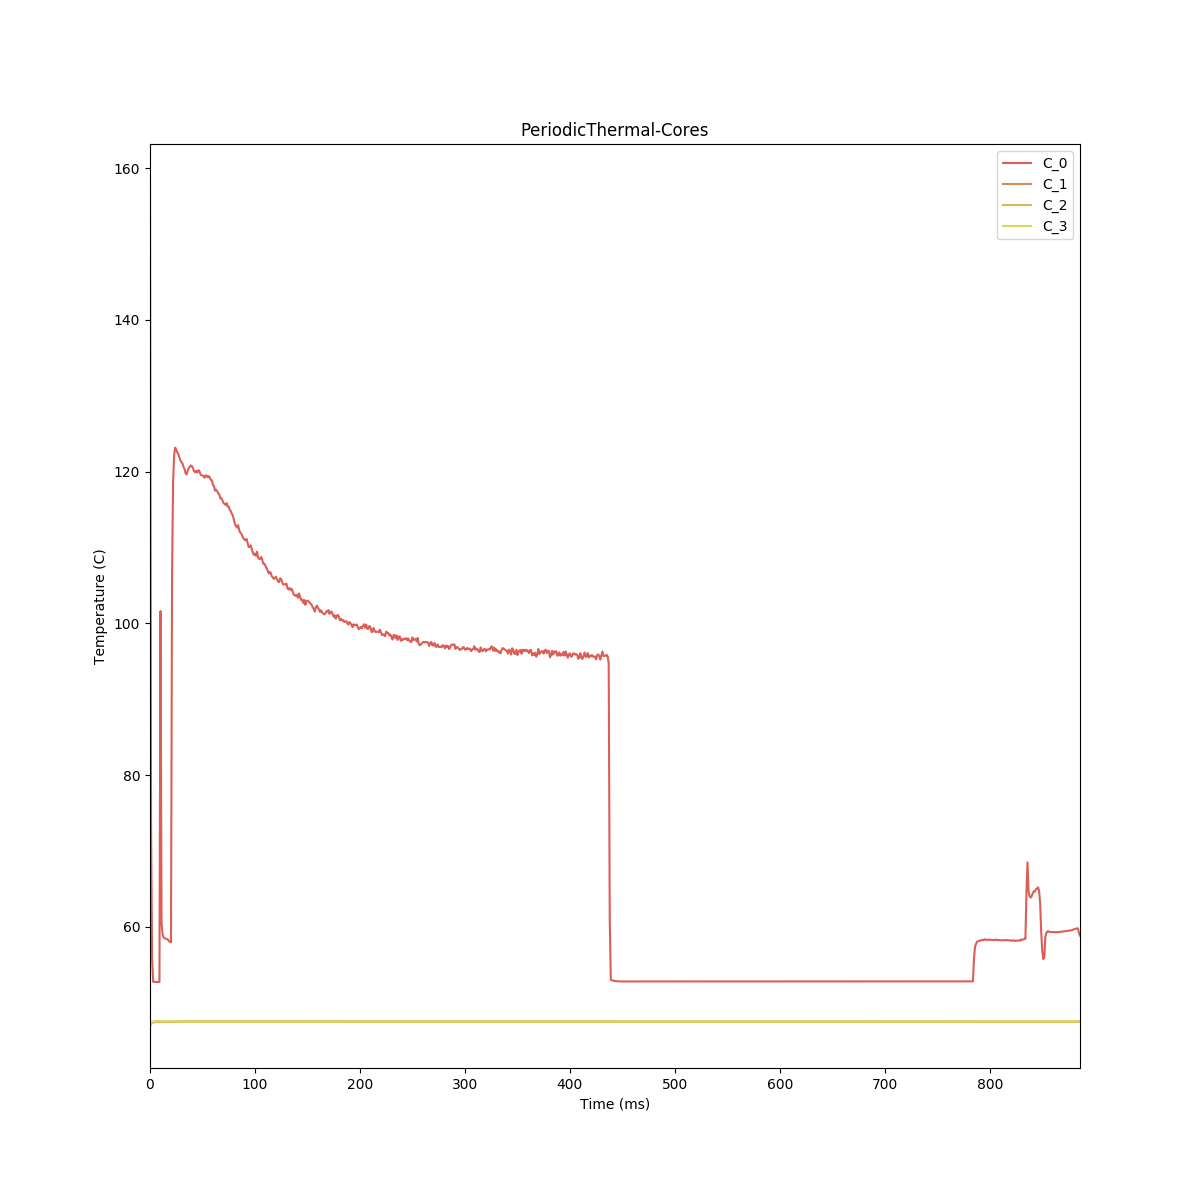 PeriodicThermal-Cores
C_0
C_1
C_2
C_3
160
140
120
100
80
60
Temperature (C)
0 100 200 300 400 500 600 700 800
Time (ms)